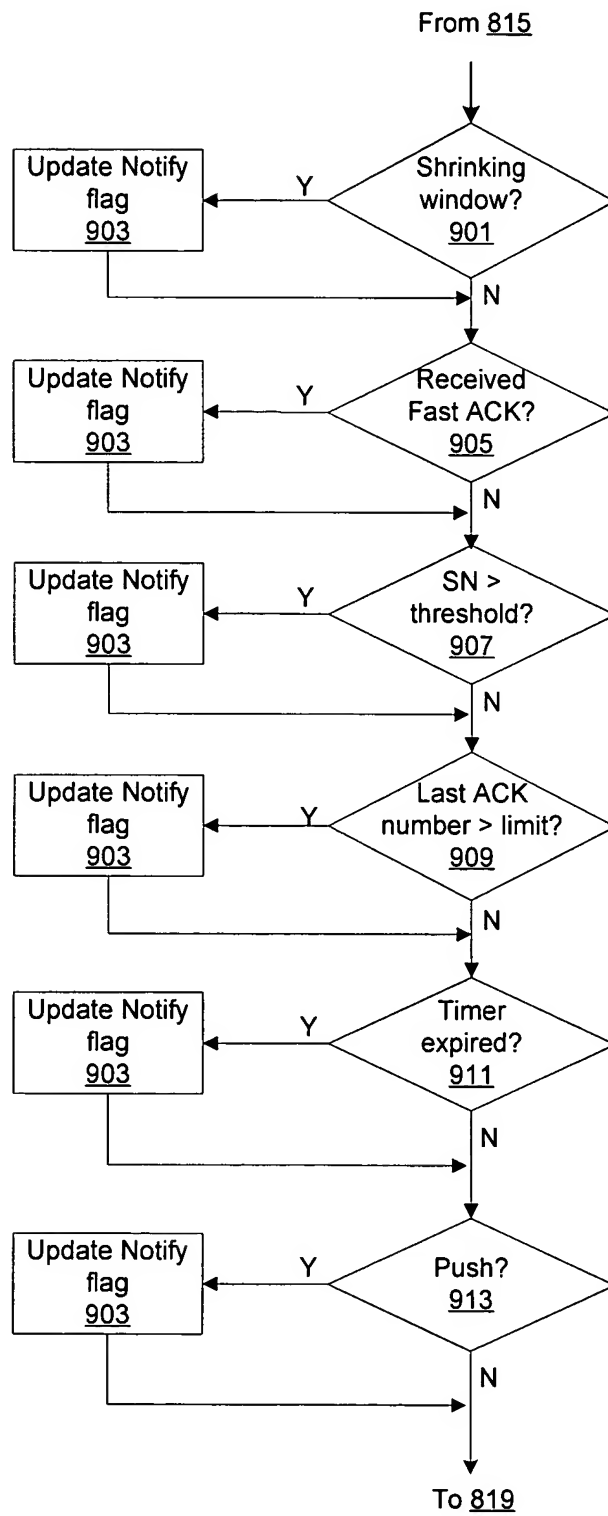 From 815
Shrinking
window?
901
Y
Update Notify
flag
903
N
Received
Fast ACK?
905
Y
Update Notify
flag
903
N
SN >
threshold?
907
Y
Update Notify
flag
903
N
Last ACK
number > limit?
909
Y
Update Notify
flag
903
N
Timer
expired?
911
Y
Update Notify
flag
903
N
Push?
913
Y
Update Notify
flag
903
N
To 819